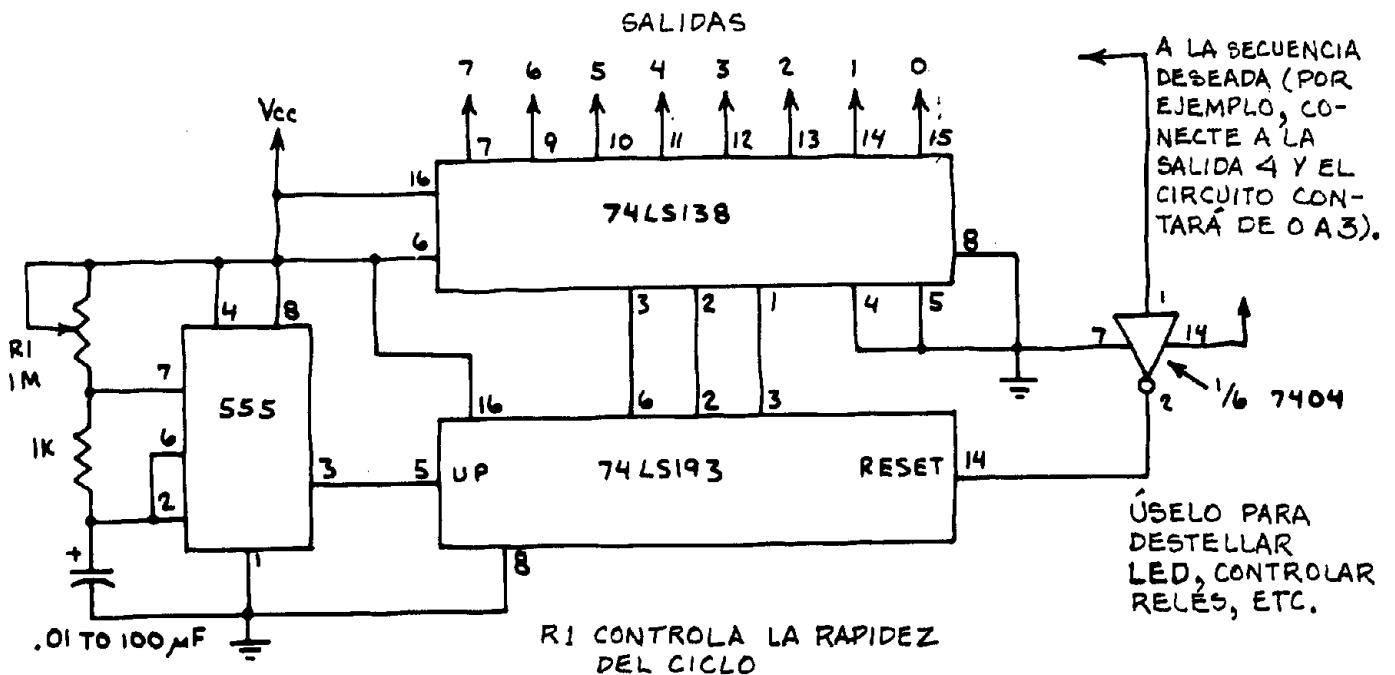 SALIDAS
7 6 5 4 3 2 1 0
7 9 10 11 12 13 14 15
Vcc
A LA SECUENCIA
DESEADA (POR
EJEMPLO, CO-
NECTE A LA
SALIDA 4 Y EL
CIRCUITO CON-
TARÁ DE 0 A 3).
16
74LS138
6
8
3 2 1 4 5
4 8
1
7 14
R1
1M
7
555
1/6 7404
2
16 6 2 3
1K
6
3
5 UP 74LS193 RESET 14
2
ÚSELO PARA
DESTELLAR
LED, CONTROLAR
RELÉS, ETC.
+
1
8
.01 TO 100 µF
R1 CONTROLA LA RAPIDEZ
DEL CICLO